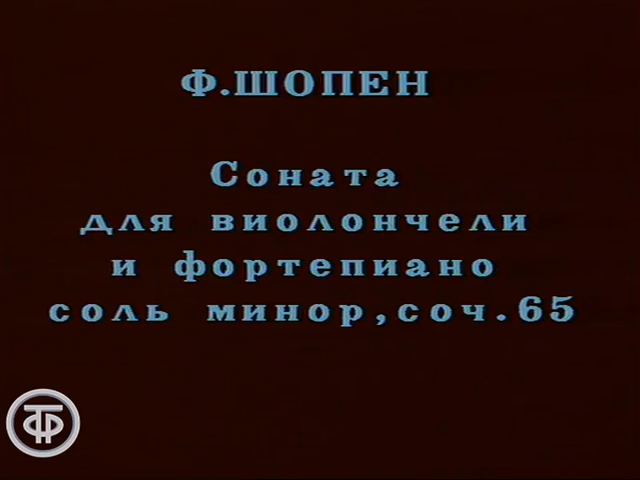 Ф.ШОПЕН
Соната
для виолончели
и фортепиано
соль минор,соч.65